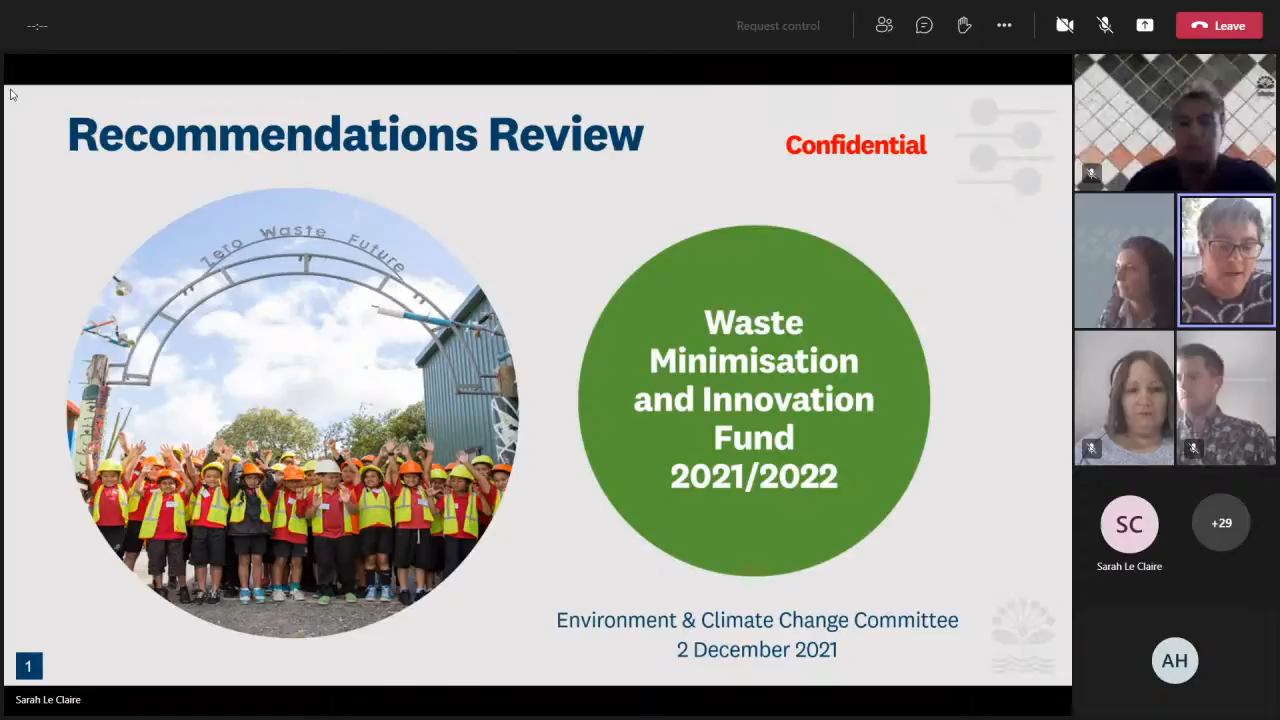 --:--
Request control
Leave
Recommendations Review
Confidential
Zero Waste Future
Waste
Minimisation
and Innovation
Fund
2021/2022
Environment & Climate Change Committee
2 December 2021
1
Sarah Le Claire
SC
+29
Sarah Le Claire
AH